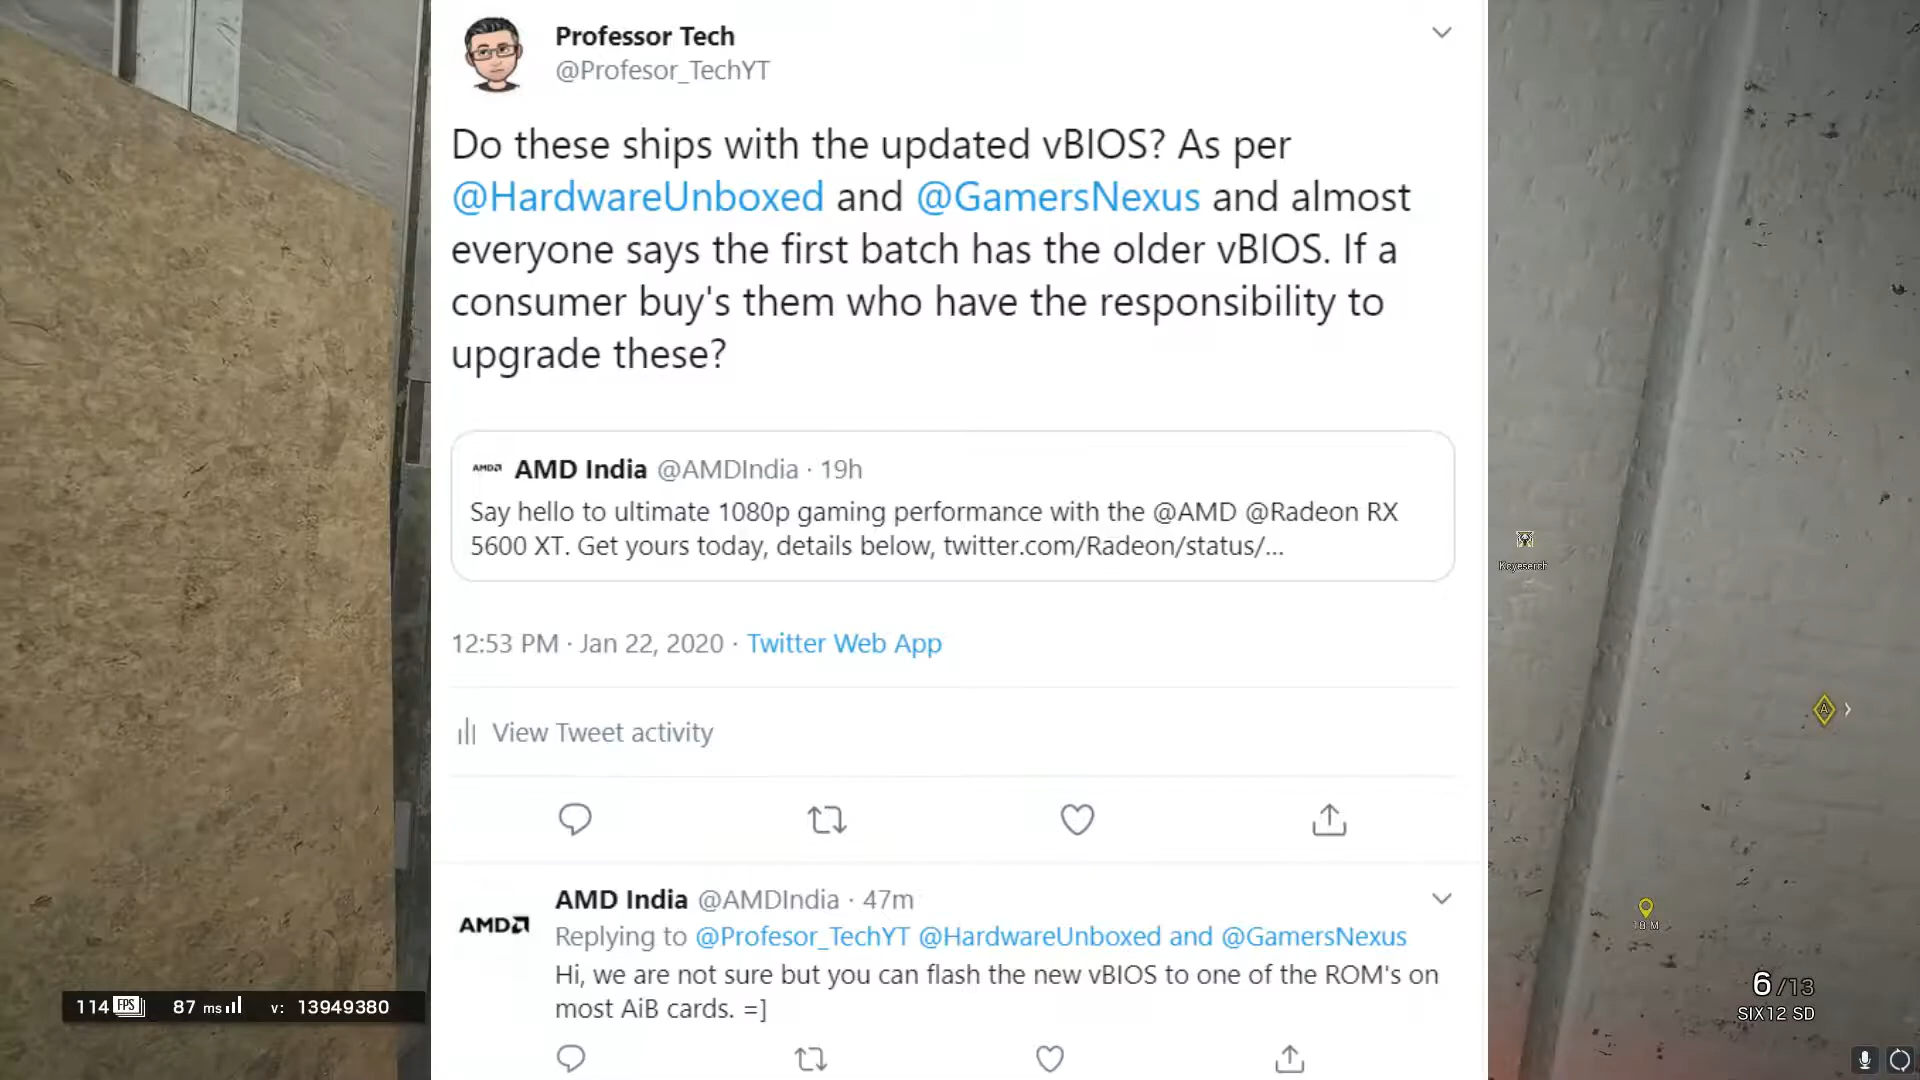 Professor Tech
@Profesor_TechYT
Do these ships with the updated vBIOS? As per
@HardwareUnboxed and @GamersNexus and almost
everyone says the first batch has the older vBIOS. If a
consumer buy's them who have the responsibility to
upgrade these?
AMD India @AMDIndia · 19h
Say hello to ultimate 1080p gaming performance with the @AMD @Radeon RX
5600 XT. Get yours today, details below, twitter.com/Radeon/status/...
12:53 PM · Jan 22, 2020 · Twitter Web App
View Tweet activity
AMD India @AMDIndia · 47m
AMD
Replying to @Profesor_TechYT @HardwareUnboxed and @GamersNexus
Hi, we are not sure but you can flash the new vBIOS to one of the ROM's on
most AiB cards. =]
A
18 M
114 FPS 87 ms v: 13949380
6 /13
SIX12 SD